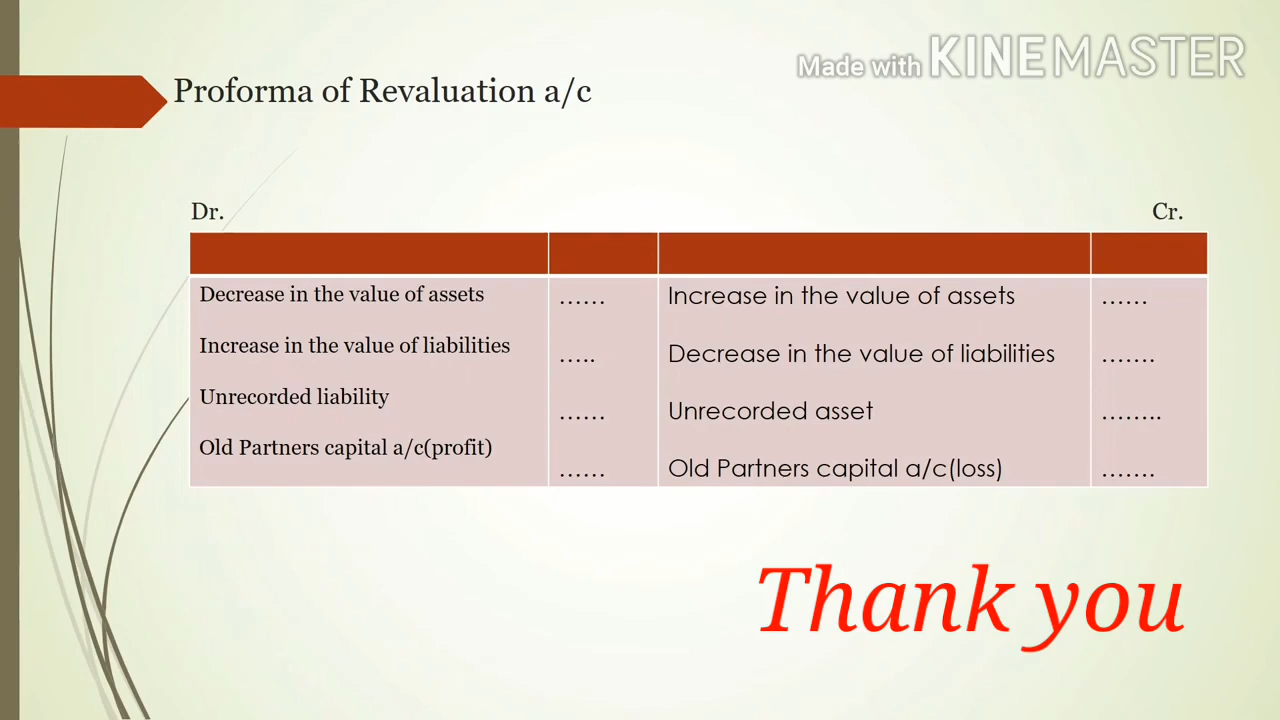 Made with KINEMASTER
Proforma of Revaluation a/c
Dr. Cr.
Decrease in the value of assets ...... Increase in the value of assets ......
Increase in the value of liabilities ..... Decrease in the value of liabilities .......
Unrecorded liability ...... Unrecorded asset ........
Old Partners capital a/c(profit) ...... Old Partners capital a/c(loss) .......
Thank you